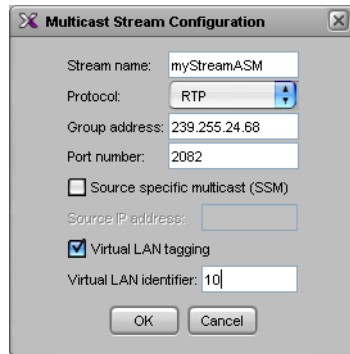 Multicast Stream Configuration
Stream name: myStreamASM
Protocol: RTP
Group address: 239.255.24.68
Port number: 2082
Source specific multicast (SSM)
Source IP address:
Virtual LAN tagging
Virtual LAN identifier: 10
OK Cancel